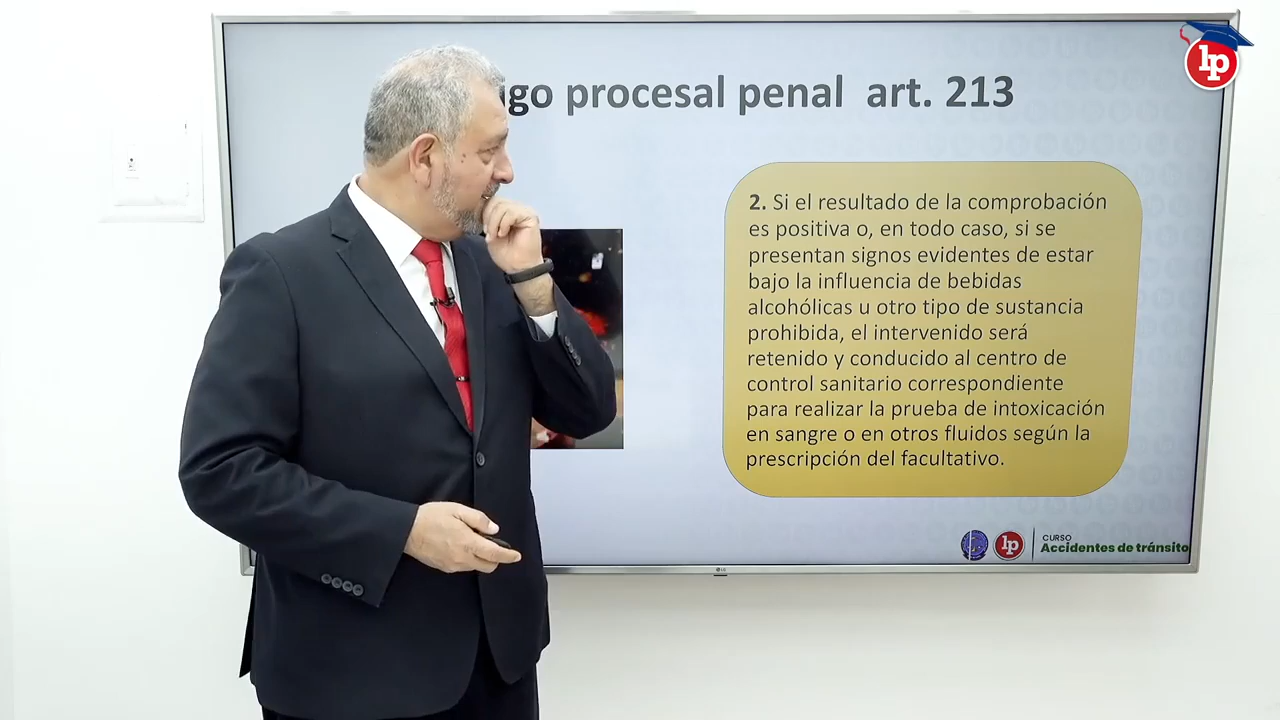 lp
igo procesal penal art. 213
2. Si el resultado de la comprobación
es positiva o, en todo caso, si se
presentan signos evidentes de estar
bajo la influencia de bebidas
alcohólicas u otro tipo de sustancia
prohibida, el intervenido será
retenido y conducido al centro de
control sanitario correspondiente
para realizar la prueba de intoxicación
en sangre o en otros fluidos según la
prescripción del facultativo.
lp
CURSO
Accidentes de tránsito
LG